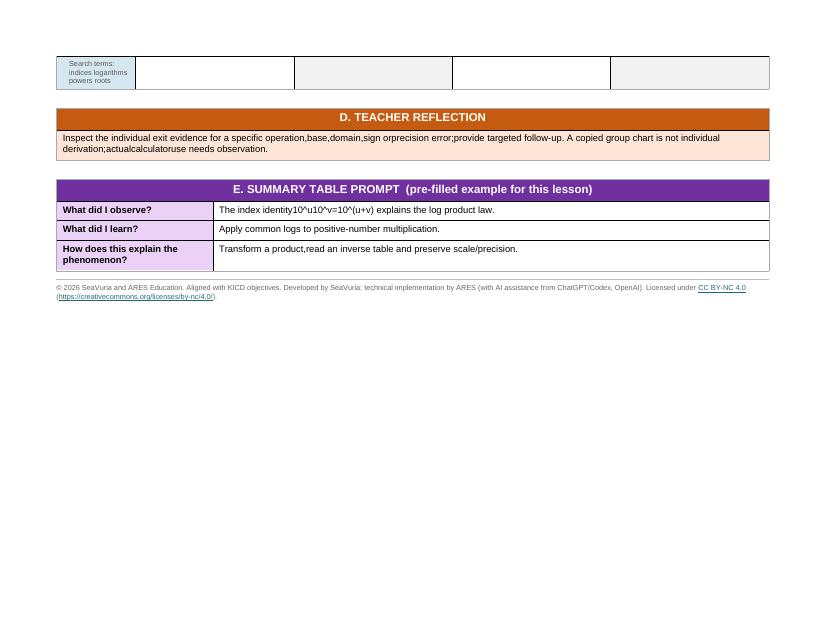 Search terms:
indices logarithms
powers roots
D. TEACHER REFLECTION
Inspect the individual exit evidence for a specific operation,base,domain,sign orprecision error;provide targeted follow-up. A copied group chart is not individual
derivation;actualcalculatoruse needs observation.
E. SUMMARY TABLE PROMPT (pre-filled example for this lesson)
What did I observe?
The index identity10^u10^v=10^(u+v) explains the log product law.
What did I learn?
Apply common logs to positive-number multiplication.
How does this explain the
phenomenon?
Transform a product,read an inverse table and preserve scale/precision.
© 2026 SeaVuria and ARES Education. Aligned with KICD objectives. Developed by SeaVuria; technical implementation by ARES (with AI assistance from ChatGPT/Codex, OpenAI). Licensed under CC BY-NC 4.0
(https://creativecommons.org/licenses/by-nc/4.0/).